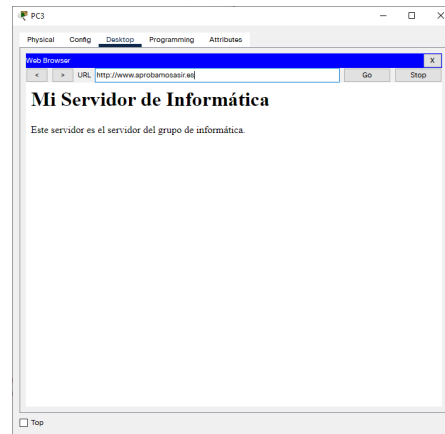 PC3
Physical Config Desktop Programming Attributes
Web Browser X
< > URL http://www.aprobamosasir.es Go Stop
Mi Servidor de Informática
Este servidor es el servidor del grupo de informática.
Top